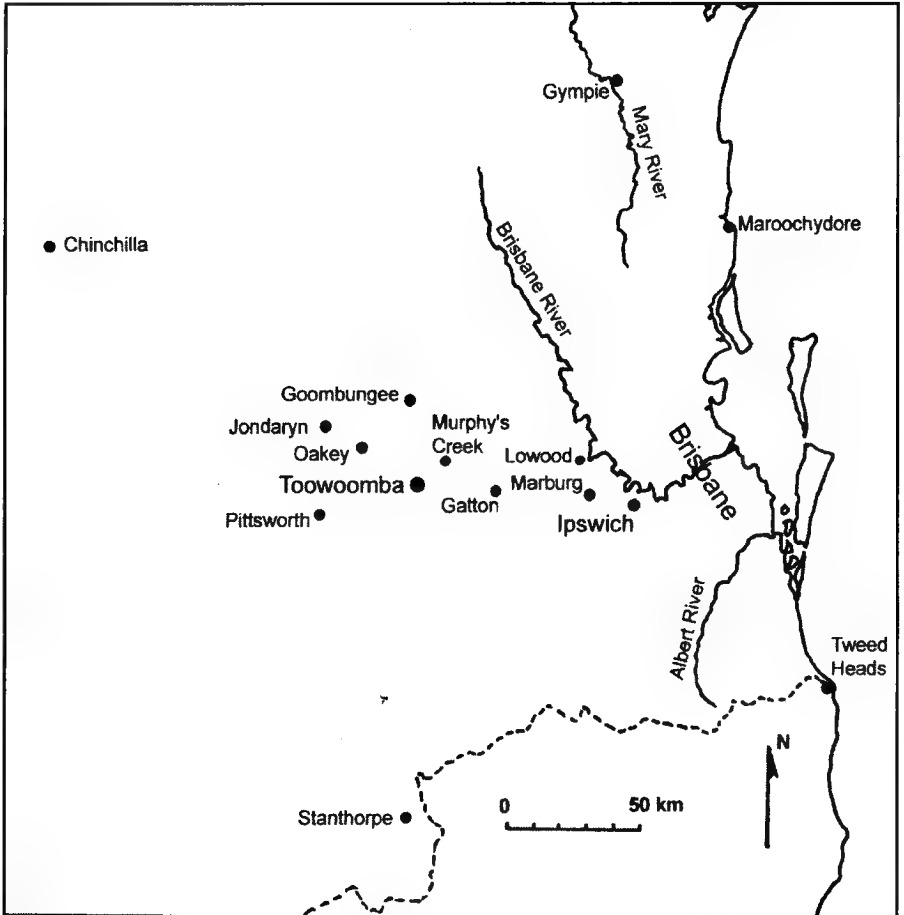 Gympie
Mary River
Chinchilla
Maroochydore
Brisbane River
Goombungee
Jondaryn
Murphy's
Creek
Oakey
Lowood
Brisbane
Toowoomba
Marburg
Gatton
Pittsworth
Ipswich
Albert River
Tweed
Heads
N
0 50 km
Stanthorpe